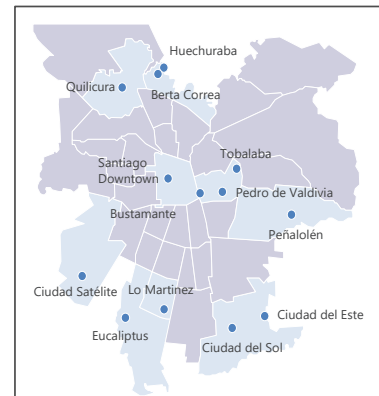 Huechuraba
Quilicura
Berta Correa
Santiago
Downtown
Tobalaba
Pedro de Valdivia
Bustamante
Peñalolén
Ciudad Satélite
Lo Martinez
Ciudad del Este
Eucaliptus
Ciudad del Sol